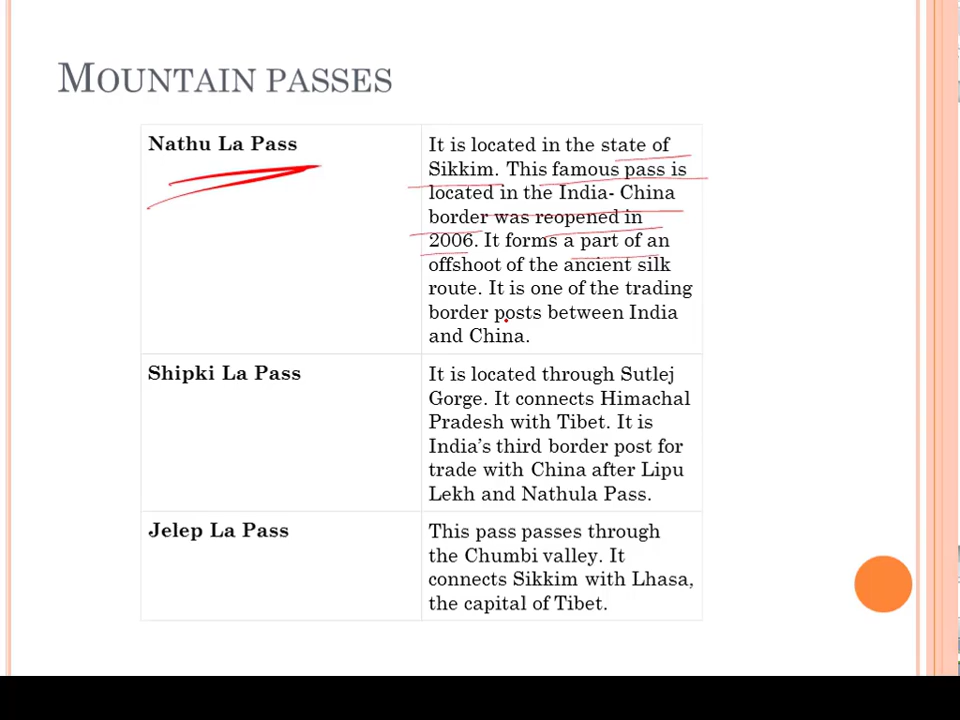 MOUNTAIN PASSES
Nathu La Pass
It is located in the state of
Sikkim. This famous pass is
located in the India- China
border was reopened in
2006. It forms a part of an
offshoot of the ancient silk
route. It is one of the trading
border posts between India
and China.
Shipki La Pass
It is located through Sutlej
Gorge. It connects Himachal
Pradesh with Tibet. It is
India's third border post for
trade with China after Lipu
Lekh and Nathula Pass.
Jelep La Pass
This pass passes through
the Chumbi valley. It
connects Sikkim with Lhasa,
the capital of Tibet.